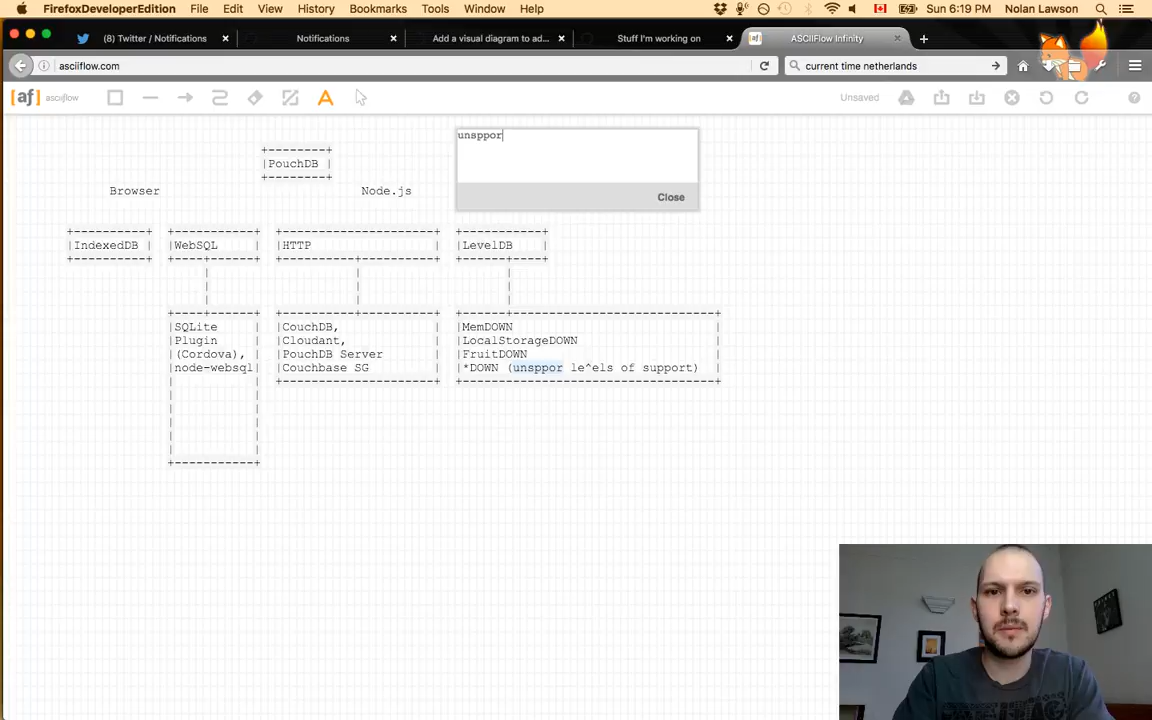 FirefoxDeveloperEdition File Edit View History Bookmarks Tools Window Help Sun 6:19 PM Nolan Lawson
(8) Twitter / Notifications Notifications Add a visual diagram to ad... Stuff I'm working on ASCIIFlow Infinity
asciiflow.com current time netherlands
[af] asciiflow A Unsaved
unsppor
Close
+--------+
|PouchDB |
+--------+
Browser Node.js
+----------+ +-----------+ +--------------------+ +-----------+
|IndexedDB | |WebSQL | |HTTP | |LevelDB |
+----------+ +----+------+ +----------+---------+ +------+----+
| | |
| | |
| | |
+----+------+ +----------+---------+ +------+----------------------------+
|SQLite | |CouchDB, | |MemDOWN |
|Plugin | |Cloudant, | |LocalStorageDOWN |
|(Cordova), | |PouchDB Server | |FruitDOWN |
|node-websql| |Couchbase SG | |*DOWN (unsppor le^els of support) |
| | +--------------------+ +-----------------------------------+
| |
| |
| |
| |
| |
+-----------+